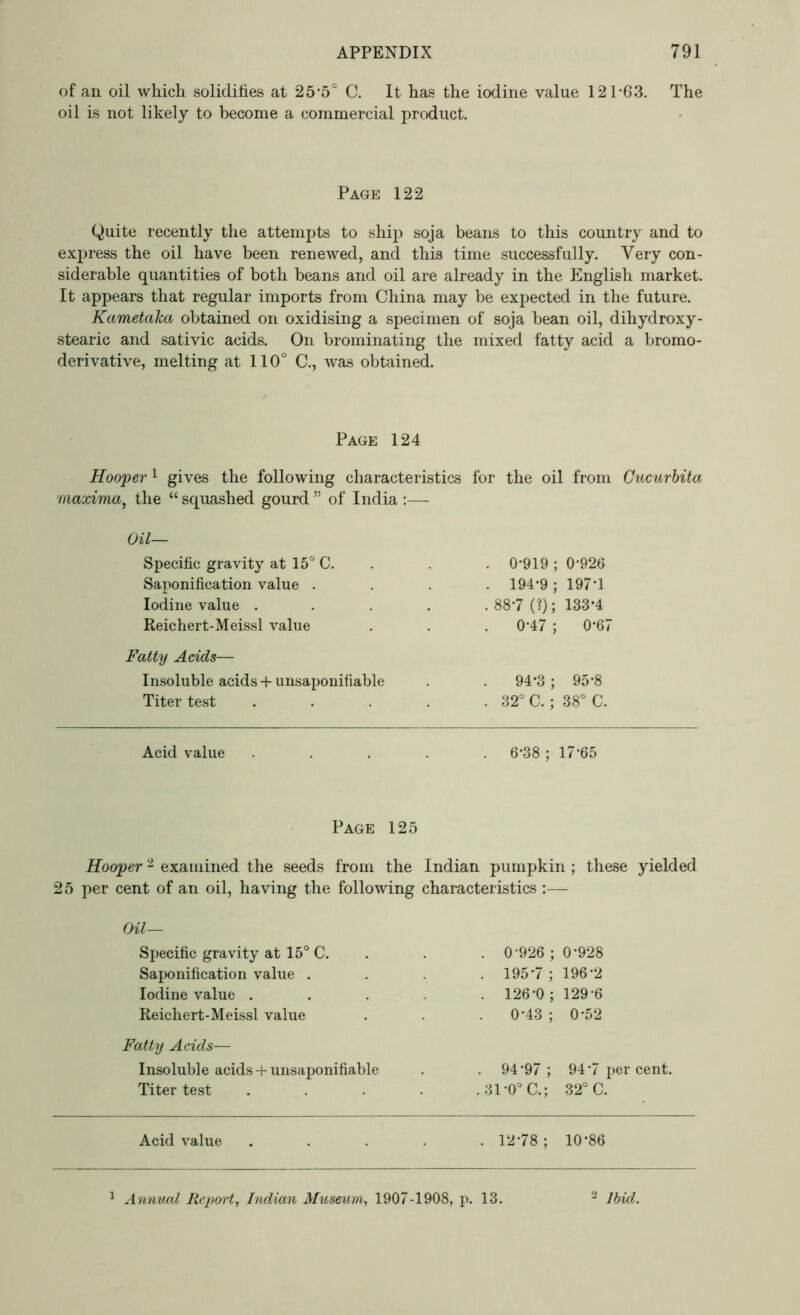 APPENDIX 791
of an oil which solidifies at 25·5° C. It has the iodine value 121·63. The
oil is not likely to become a commercial product.
Page 122
Quite recently the attempts to ship soja beans to this country and to
express the oil have been renewed, and this time successfully. Very con-
siderable quantities of both beans and oil are already in the English market.
It appears that regular imports from China may be expected in the future.
Kametaka obtained on oxidising a specimen of soja bean oil, dihydroxy-
stearic and sativic acids. On brominating the mixed fatty acid a bromo-
derivative, melting at 110° C., was obtained.
Page 124
Hooper 1 gives the following characteristics for the oil from Cucurbita
maxima, the “squashed gourd” of India :—
Oil—
Specific gravity at 15° C. . . . 0·919 ; 0·926
Saponification value . . . . 194·9 ; 197·1
Iodine value . . . . . 88·7 (?); 133·4
Reichert-Meissl value . . . 0·47 ; 0·67
Fatty Acids—
Insoluble acids + unsaponifiable . . 94·3 ; 95·8
Titer test . . . . . 32° C. ; 38° C.
Acid value . . . . . 6·38 ; 17·65
Page 125
Hooper 2 examined the seeds from the Indian pumpkin ; these yielded
25 per cent of an oil, having the following characteristics :—
Oil—
Specific gravity at 15° C. . . . 0·926 ; 0·928
Saponification value . . . . 195·7 ; 196·2
Iodine value . . . . . 126·0 ; 129·6
Reichert-Meissl value . . . 0·43 ; 0·52
Fatty Acids—
Insoluble acids + unsaponifiable . . 94·97 ; 94·7 per cent.
Titer test . . . . . 31·0° C.; 32° C.
Acid value . . . . . 12·78 ; 10·86
1 Annual Report, Indian Museum, 1907-1908, p. 13. 2 Ibid.